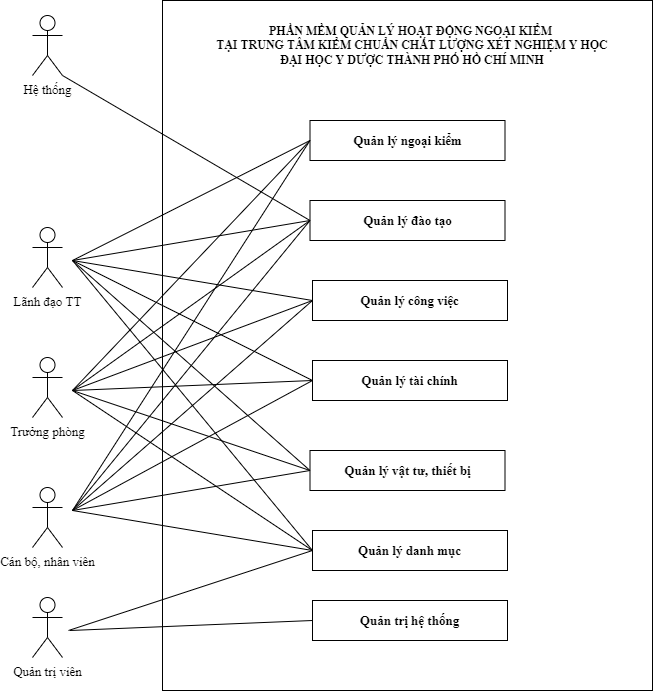 PHẦN MỀM QUẢN LÝ HOẠT ĐỘNG NGOẠI KIỂM
TẠI TRUNG TÂM KIỂM CHUẨN CHẤT LƯỢNG XÉT NGHIỆM Y HỌC
ĐẠI HỌC Y DƯỢC THÀNH PHỐ HỒ CHÍ MINH
Hệ thống
Quản lý ngoại kiểm
Quản lý đào tạo
Lãnh đạo TT
Quản lý công việc
Quản lý tài chính
Trưởng phòng
Quản lý vật tư, thiết bị
Quản lý danh mục
Cán bộ, nhân viên
Quản trị hệ thống
Quản trị viên